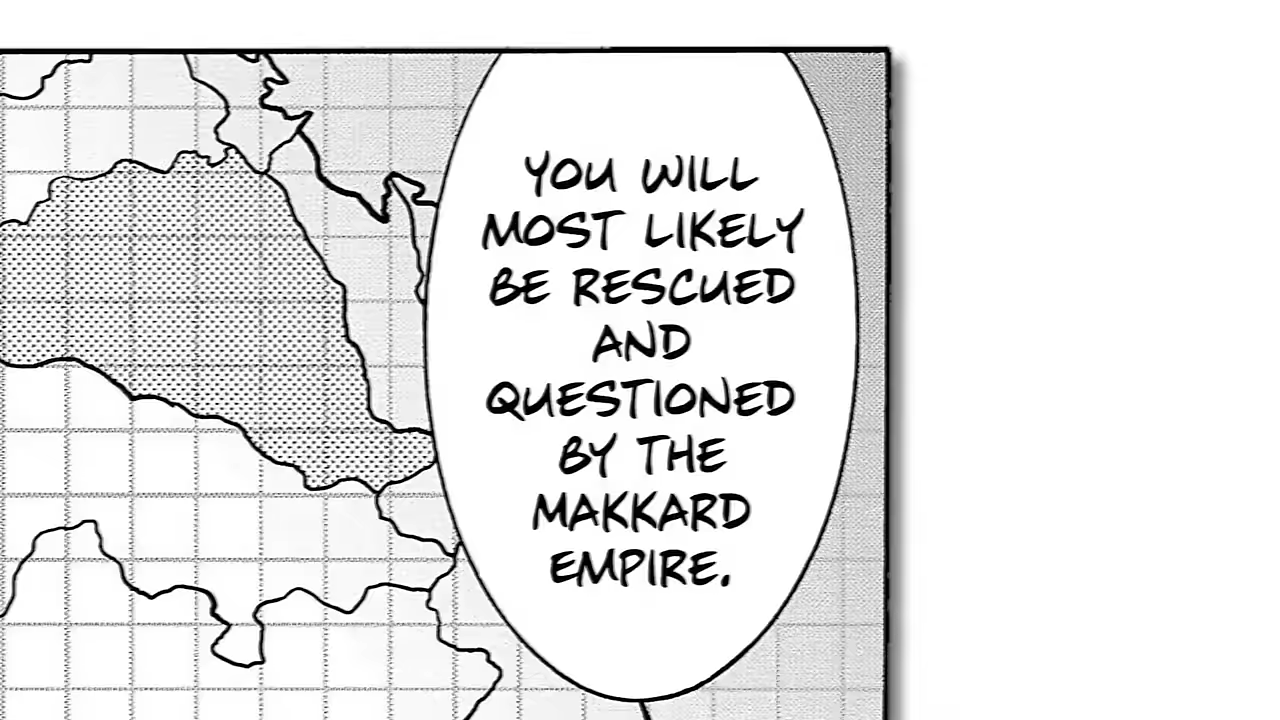 YOU WILL
MOST LIKELY
BE RESCUED
AND
QUESTIONED
BY THE
MAKKARD
EMPIRE.